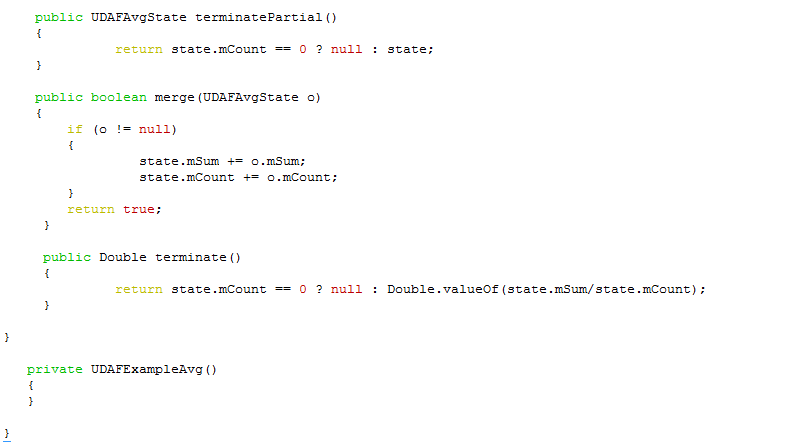 public UDAFAvgState terminatePartial()
{
return state.mCount == 0 ? null : state;
}
public boolean merge(UDAFAvgState o)
{
if (o != null)
{
state.mSum += o.mSum;
state.mCount += o.mCount;
}
return true;
}
public Double terminate()
{
return state.mCount == 0 ? null : Double.valueOf(state.mSum/state.mCount);
}
}
private UDAFExampleAvg()
{
}
}